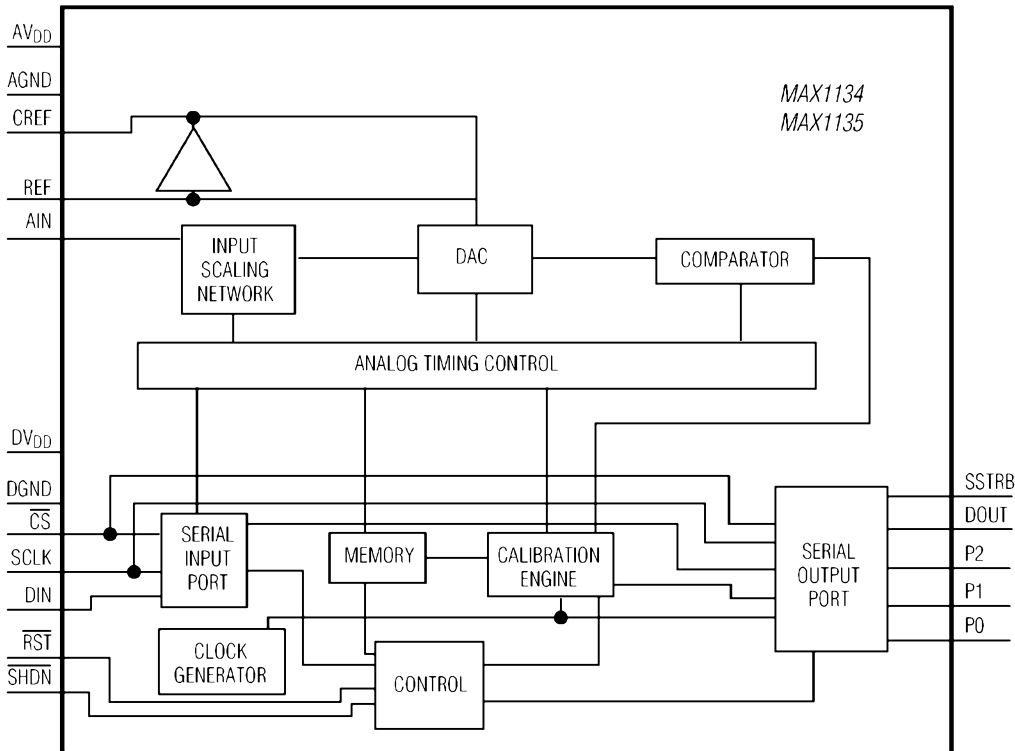 AVDD
AGND
CREF
REF
AIN
MAX1134
MAX1135
INPUT
SCALING
NETWORK
DAC
COMPARATOR
ANALOG TIMING CONTROL
DVDD
DGND
CS
SCLK
DIN
RST
SHDN
SERIAL
INPUT
PORT
MEMORY
CALIBRATION
ENGINE
CLOCK
GENERATOR
CONTROL
SERIAL
OUTPUT
PORT
SSTRB
DOUT
P2
P1
P0